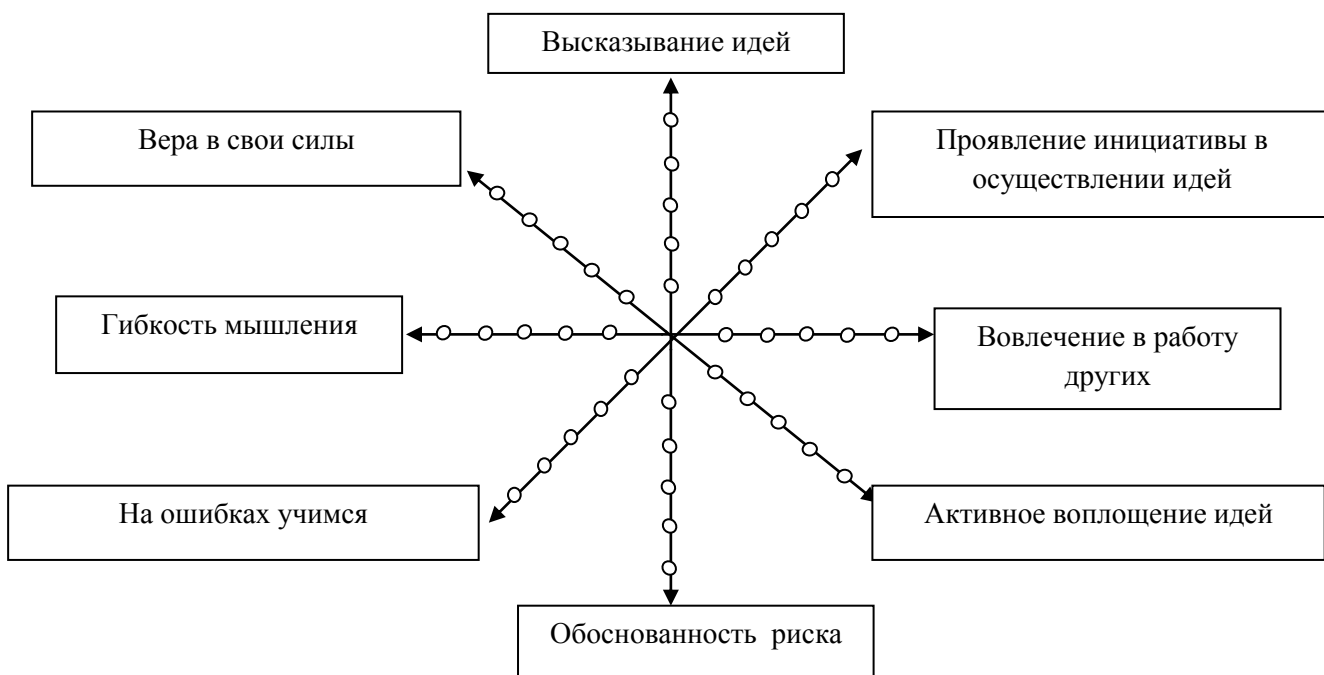 Высказывание идей
Вера в свои силы
Проявление инициативы в
осуществлении идей
Гибкость мышления
Вовлечение в работу
других
На ошибках учимся
Активное воплощение идей
Обоснованность риска